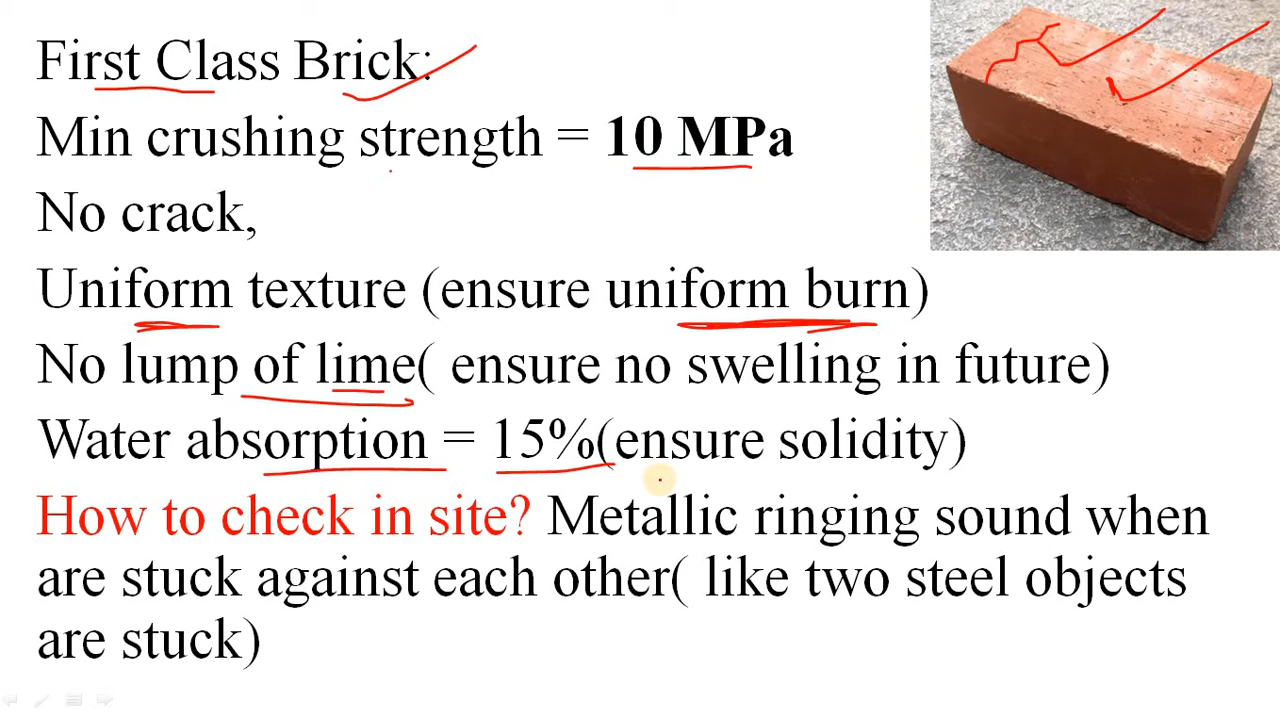 First Class Brick:
Min crushing strength = 10 MPa
No crack,
Uniform texture (ensure uniform burn)
No lump of lime( ensure no swelling in future)
Water absorption = 15%(ensure solidity)
How to check in site? Metallic ringing sound when
are stuck against each other( like two steel objects
are stuck)